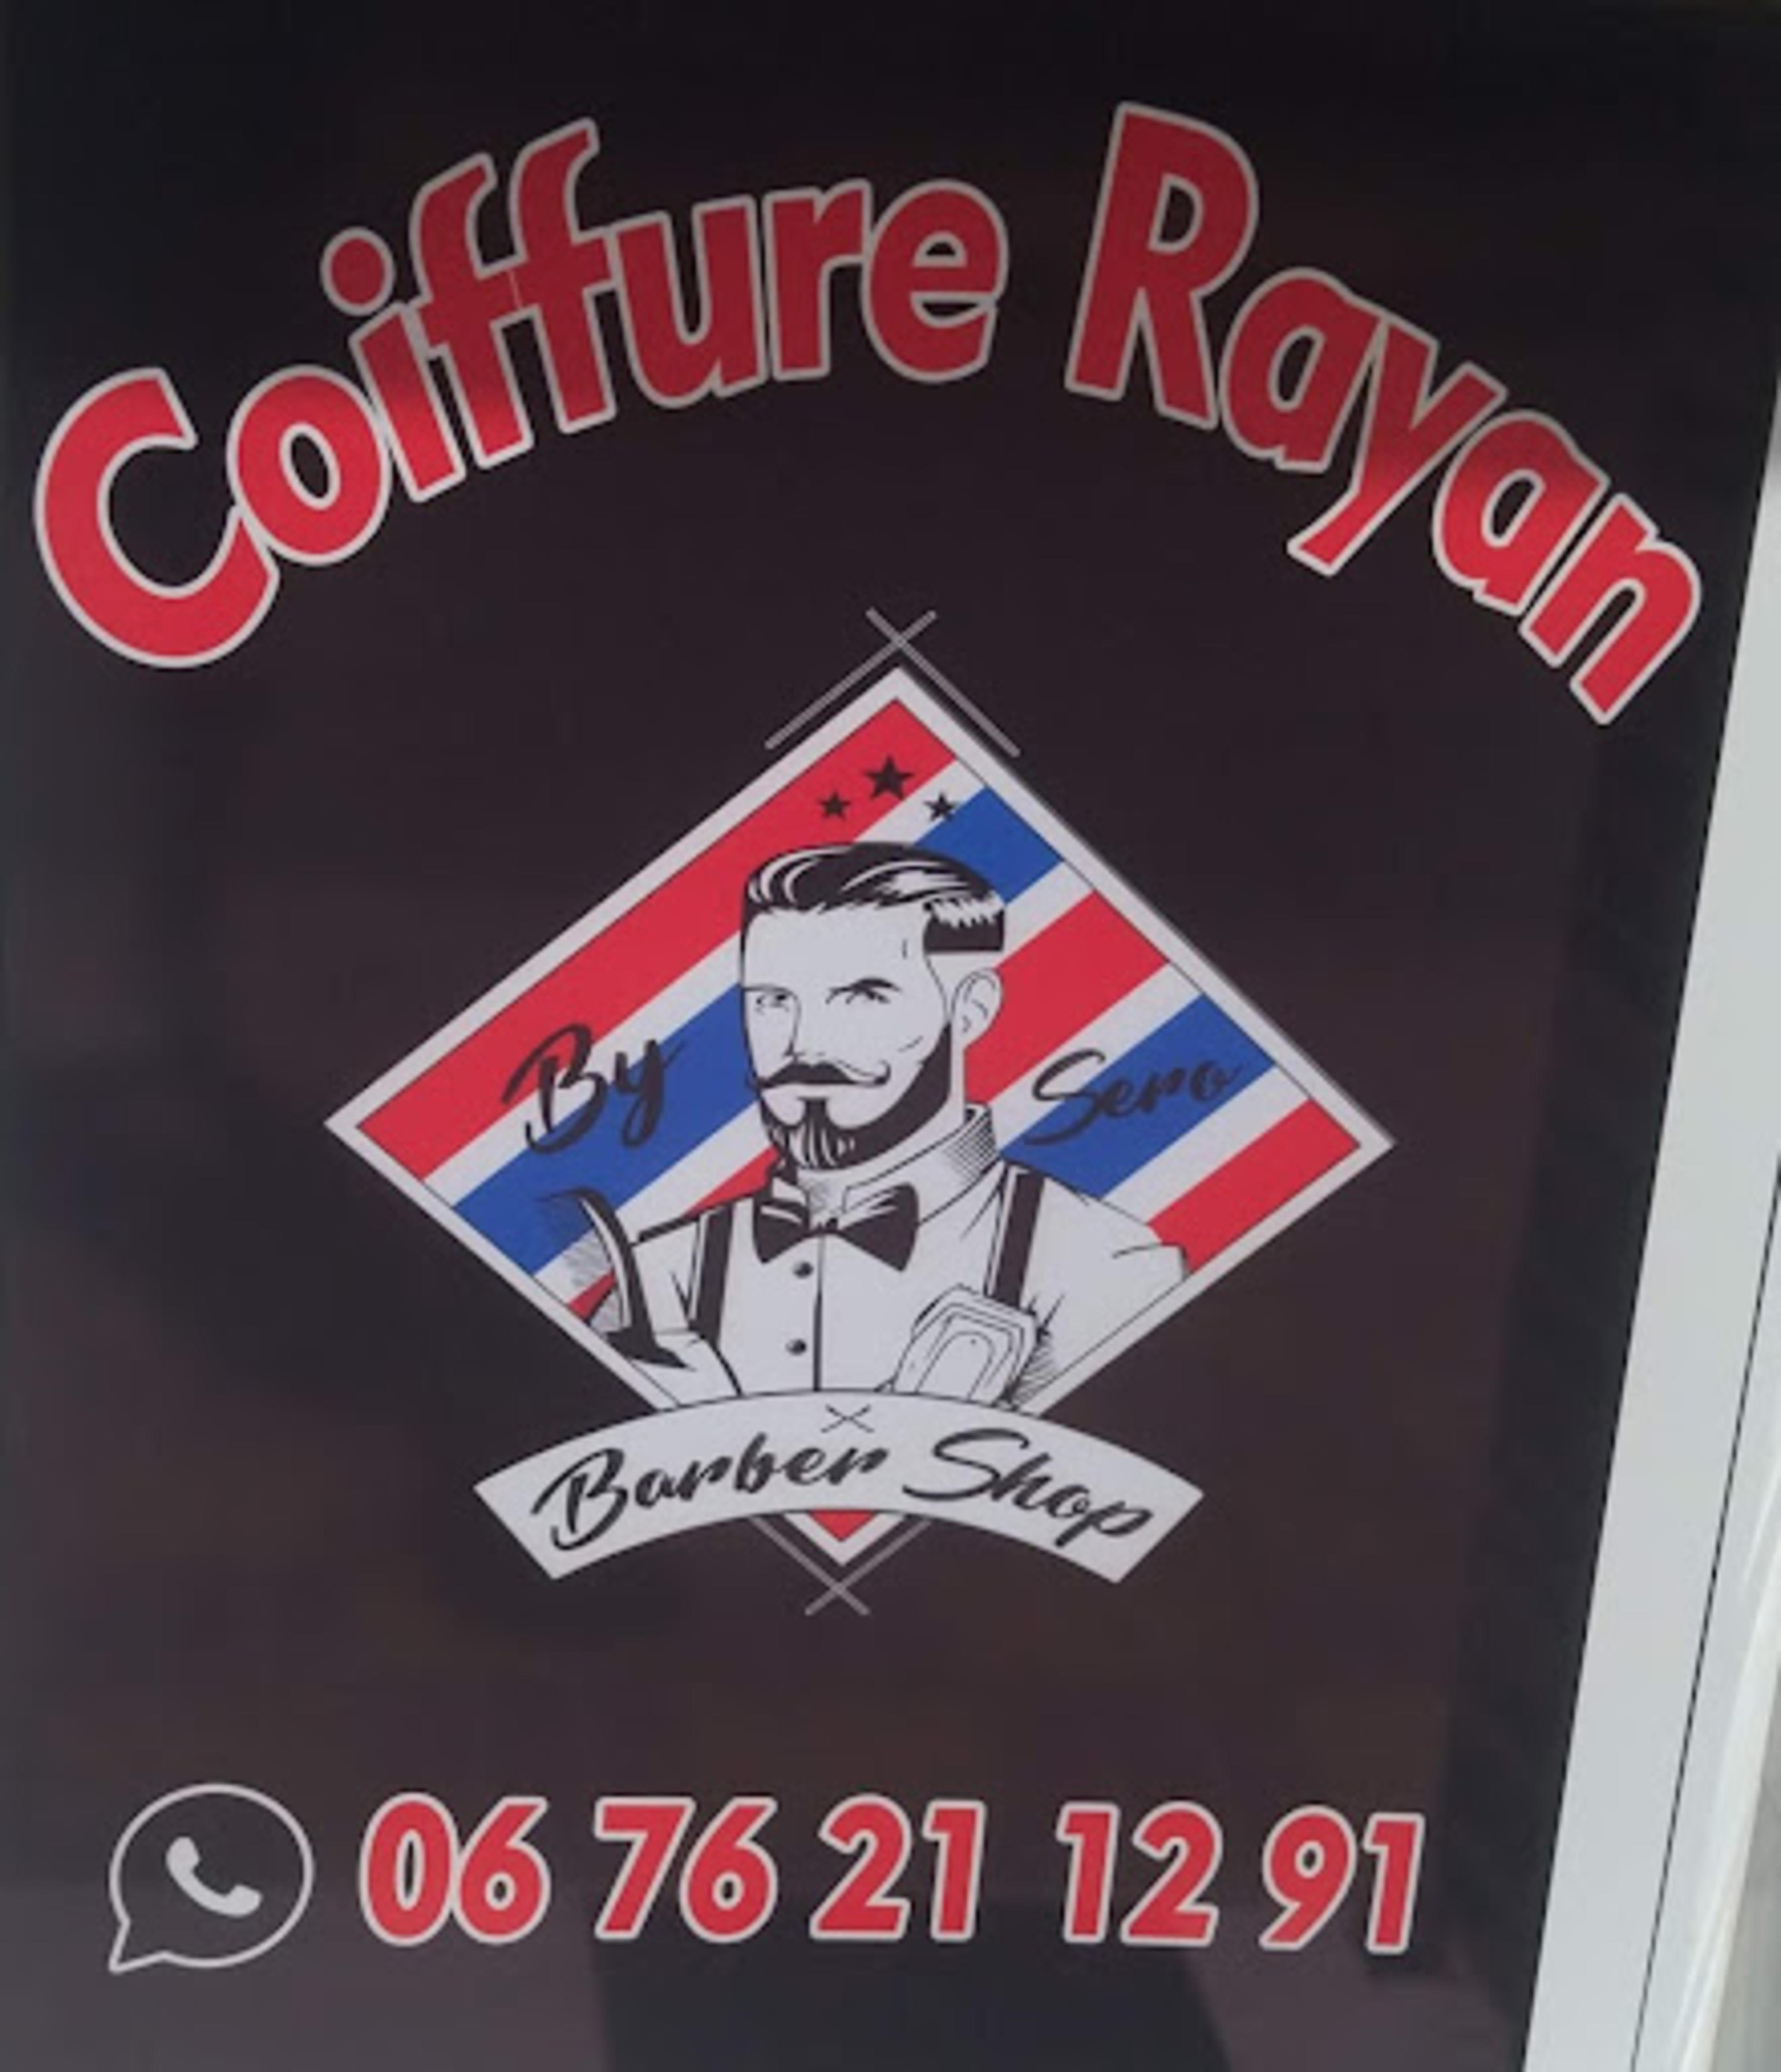 Coiffure Rayan
By Sero
Barber Shop
06 76 21 12 91